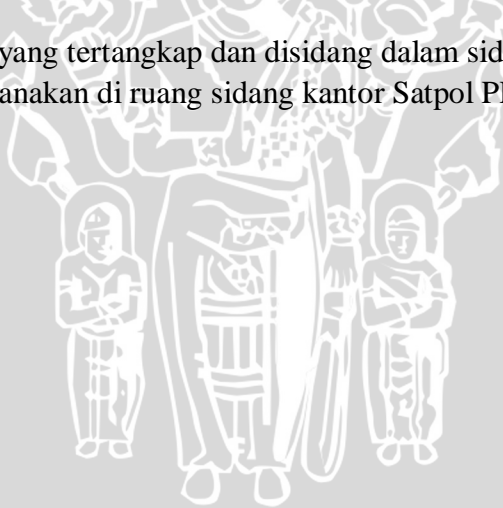 yang tertangkap dan disidang dalam sid
anakan di ruang sidang kantor Satpol P